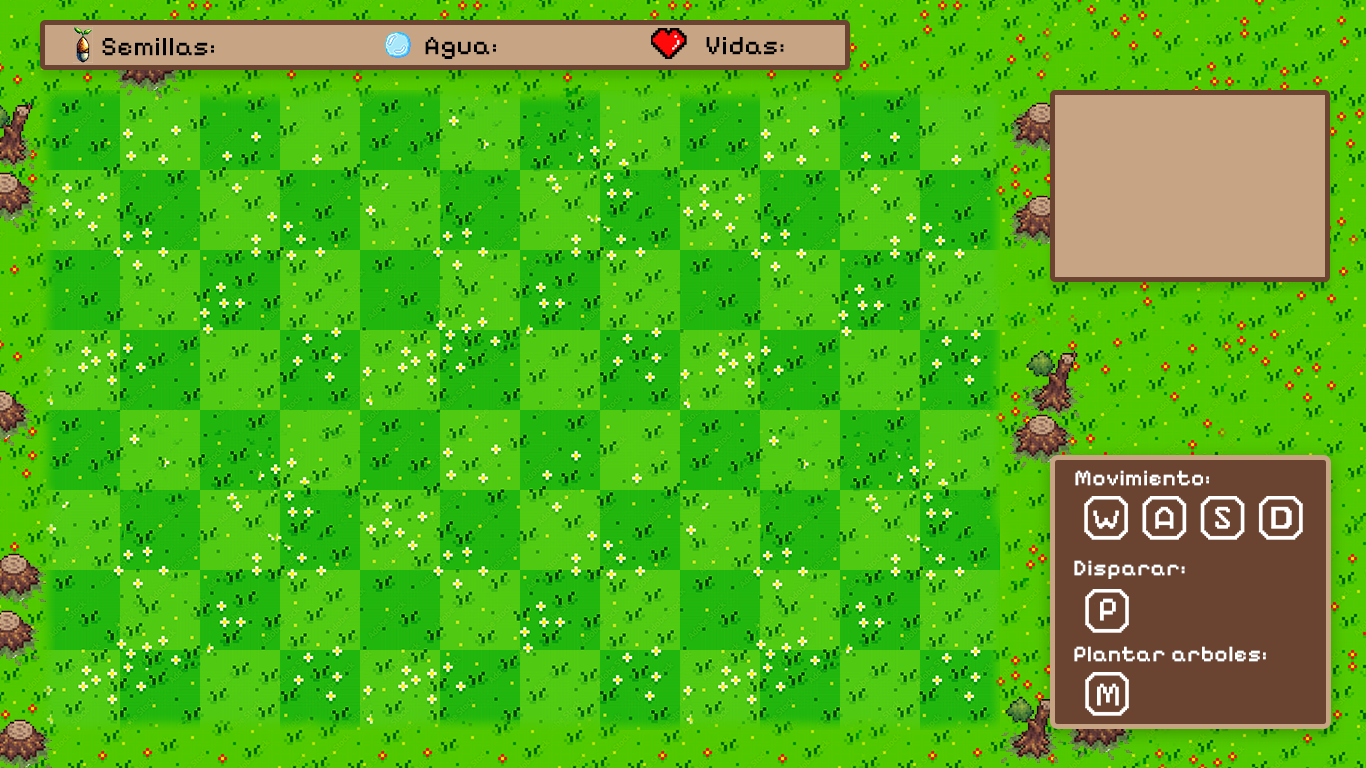 Semillas: Agua: Vidas:
Movimiento:
W A S D
Disparar:
P
Plantar arboles:
M